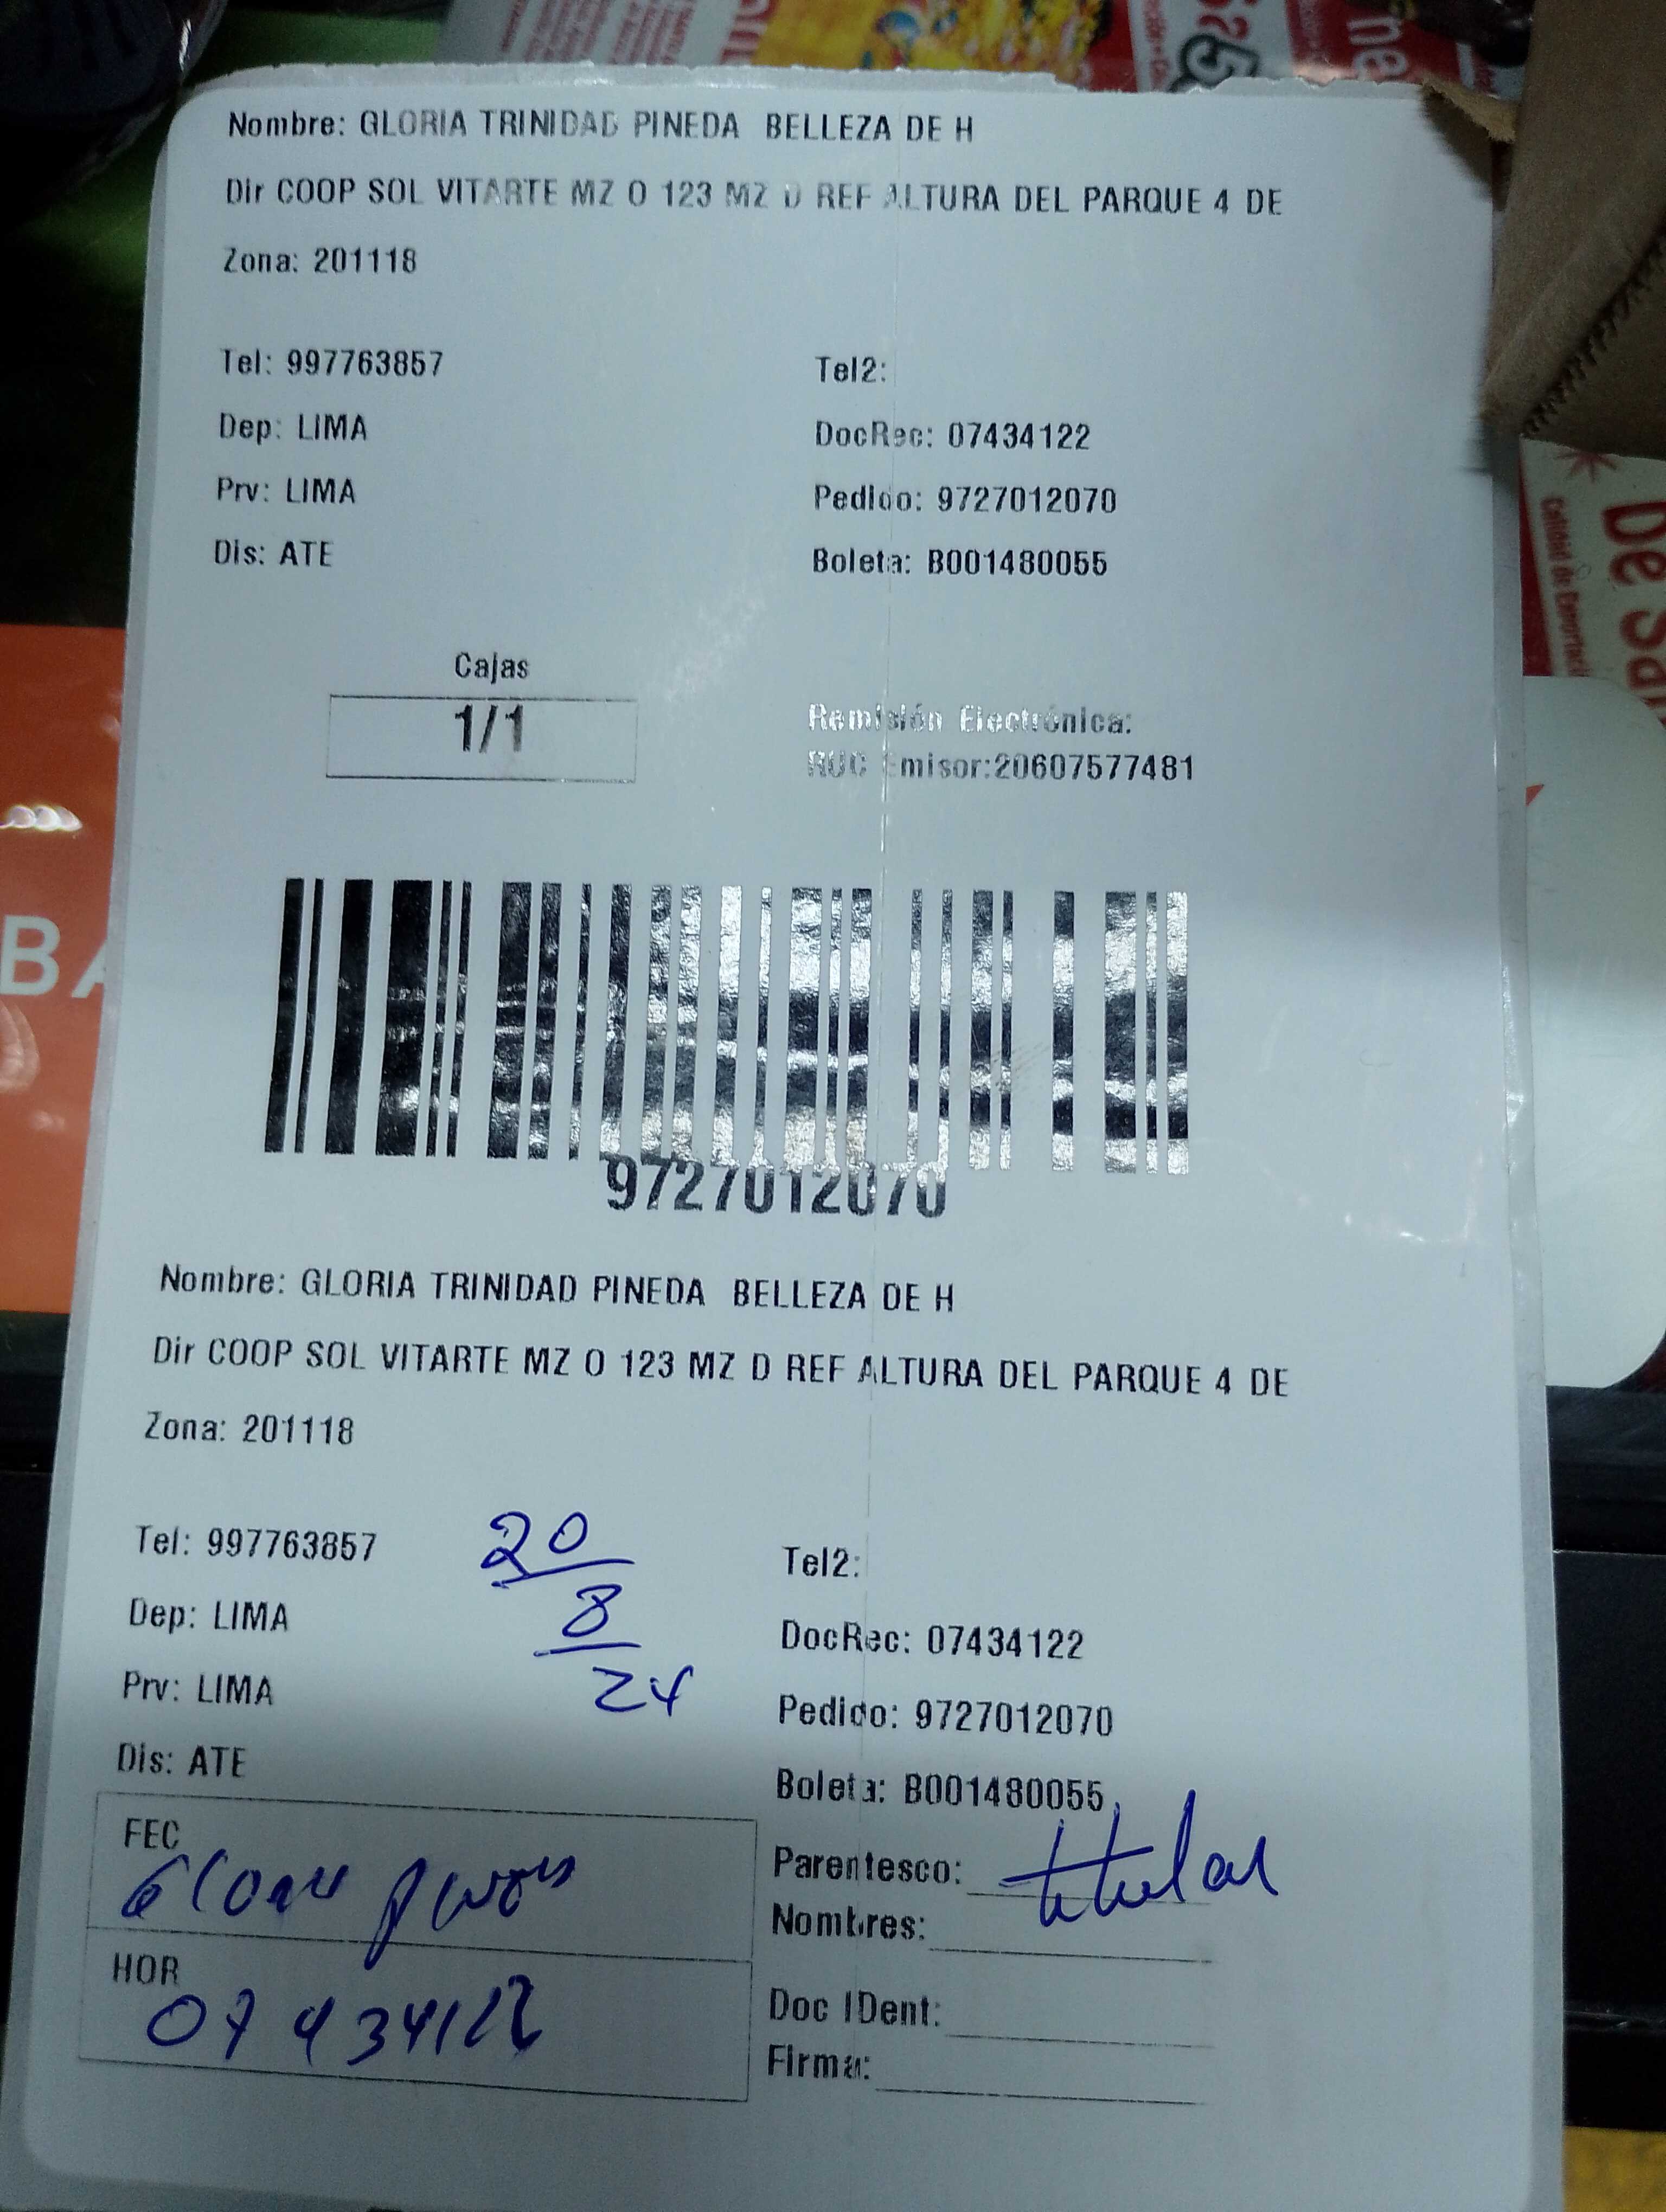 Nombre: GLORIA TRINIDAD PINEDA BELLEZA DE H
Dir COOP SOL VITARTE MZ O 123 MZ D REF ALTURA DEL PARQUE 4 DE
Zona: 201118
Tel: 997763857
Tel2:
Dep: LIMA
DocRec: 07434122
Prv: LIMA
Pedido: 9727012070
Dis: ATE
Boleta: B001480055
Cajas
1/1
Remisión Electrónica:
RUC Emisor:20607577481
BA
De Sa
9727012070
Nombre: GLORIA TRINIDAD PINEDA BELLEZA DE H
Dir COOP SOL VITARTE MZ O 123 MZ D REF ALTURA DEL PARQUE 4 DE
Zona: 201118
Tel: 997763857
20
8
24
Tel2:
Dep: LIMA
DocRec: 07434122
Prv: LIMA
Pedido: 9727012070
Dis: ATE
Boleta: B001480055
FEC
Parentesco: titular
Nombres:
HOR
07434122
Doc IDent:
Firma: